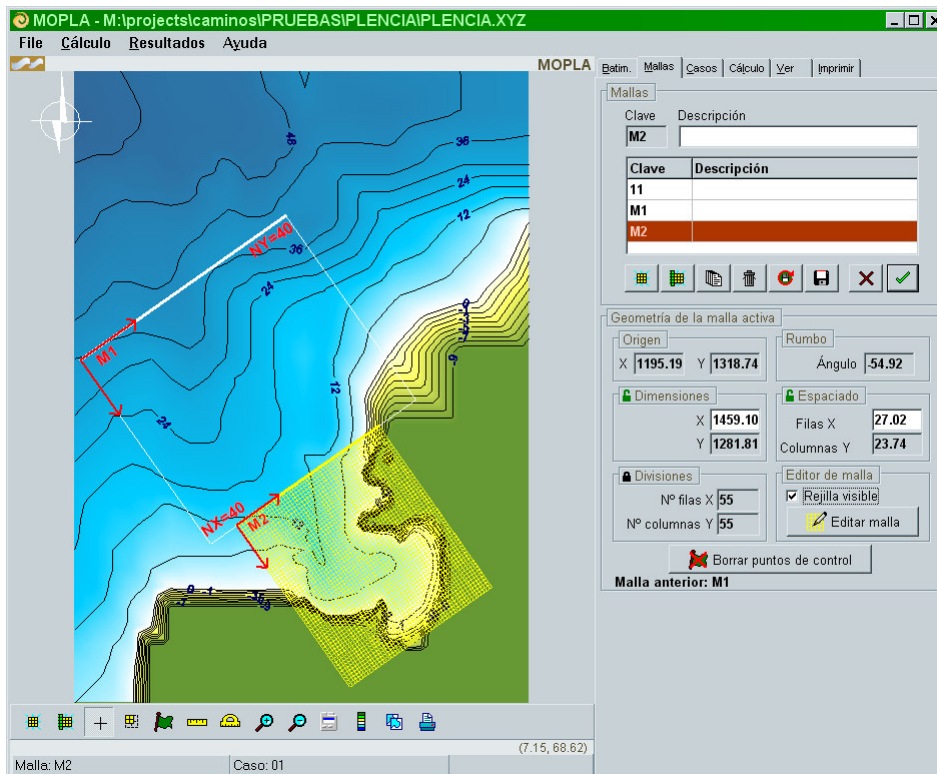 MOPLA - M:\projects\caminos\PRUEBAS\PLENCIA\PLENCIA.XYZ
File Cálculo Resultados Ayuda
MOPLA
Batim. Mallas Casos Cálculo Ver Imprimir
Mallas
Clave Descripción
M2
Clave Descripción
11
M1
M2
Geometría de la malla activa
Origen
X 1195.19 Y 1318.74
Rumbo
Ángulo -54.92
Dimensiones
X 1459.10
Y 1281.81
Espaciado
Filas X 27.02
Columnas Y 23.74
Divisiones
Nº filas X 55
Nº columnas Y 55
Editor de malla
Rejilla visible
Editar malla
Borrar puntos de control
Malla anterior: M1
48
36
24
12
NY=40
36
24
M1
12
24
NX=40
M2
0
-1
(7.15, 68.62)
Malla: M2 Caso: 01